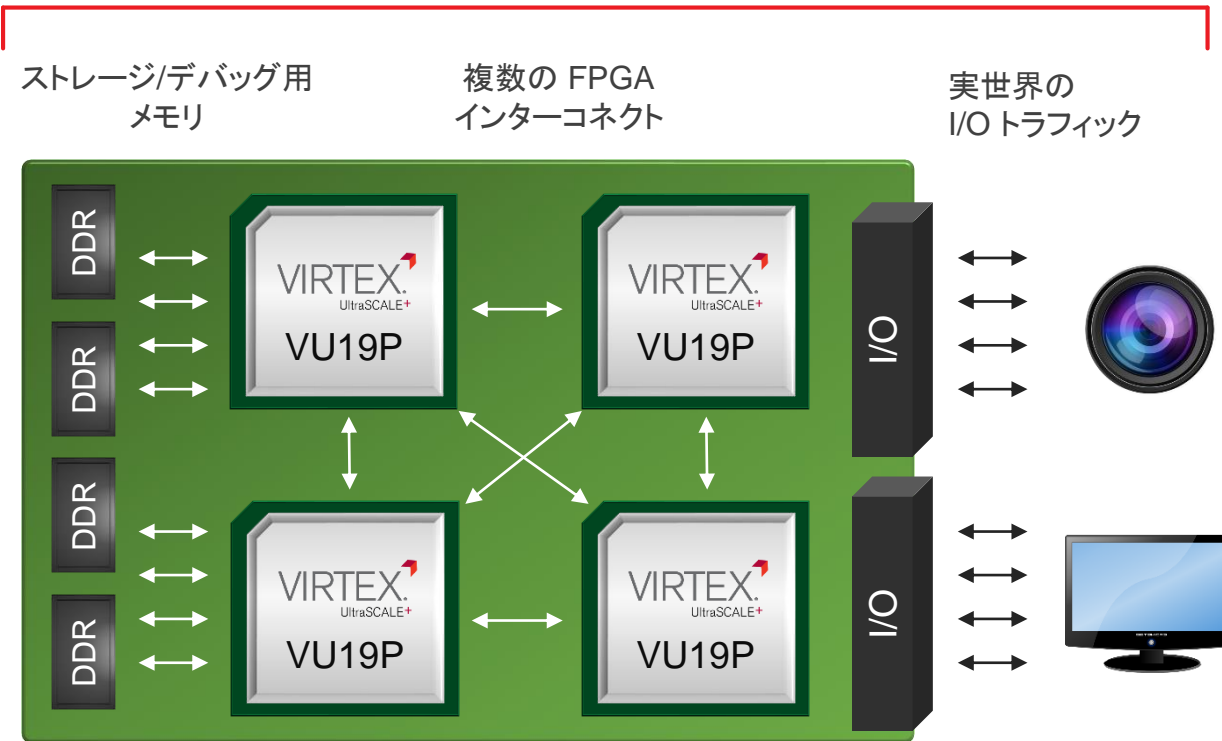 ストレージ/デバッグ用
メモリ
複数の FPGA
インターコネクト
実世界の
I/O トラフィック
DDR
DDR
DDR
DDR
VIRTEX.
UltraSCALE+
VU19P
VIRTEX.
UltraSCALE+
VU19P
VIRTEX.
UltraSCALE+
VU19P
VIRTEX.
UltraSCALE+
VU19P
I/O
I/O